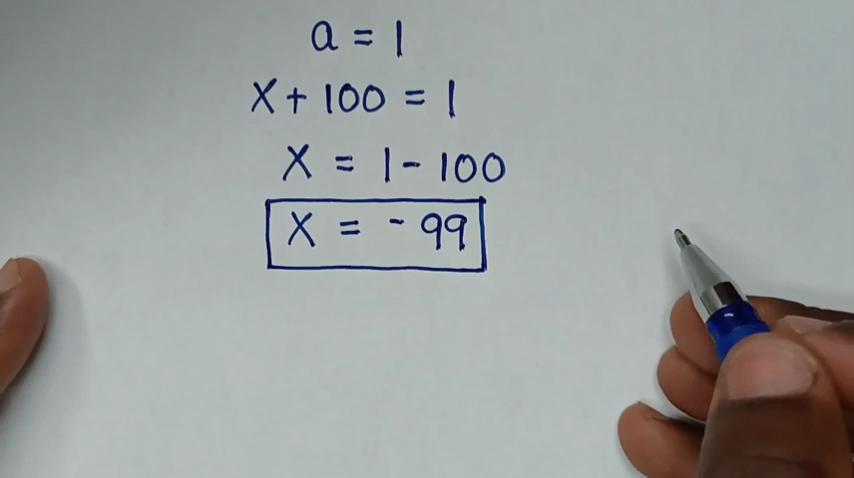 a = 1
x + 100 = 1
x = 1 - 100
x = - 99